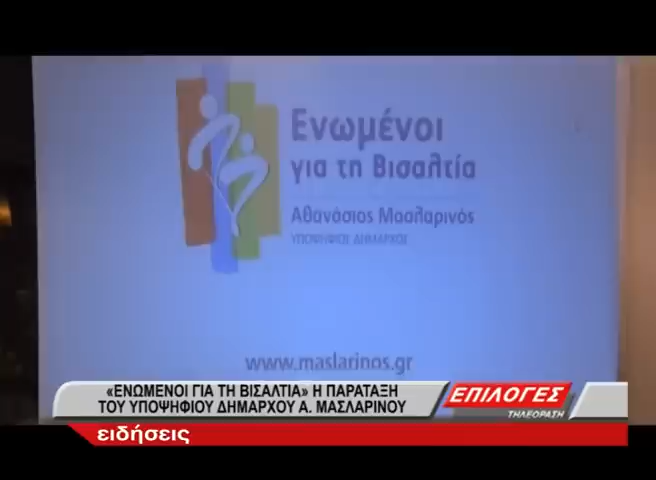 Ενωμένοι
για τη Βισαλτία
Αθανάσιος Μασλαρινός
ΥΠΟΨΗΦΙΟΣ ΔΗΜΑΡΧΟΣ
www.maslarinos.gr
«ΕΝΩΜΕΝΟΙ ΓΙΑ ΤΗ ΒΙΣΑΛΤΙΑ» Η ΠΑΡΑΤΑΞΗ
ΤΟΥ ΥΠΟΨΗΦΙΟΥ ΔΗΜΑΡΧΟΥ Α. ΜΑΣΛΑΡΙΝΟΥ
ΕΠΙΛΟΓΕΣ
ΤΗΛΕΟΡΑΣΗ
ειδήσεις